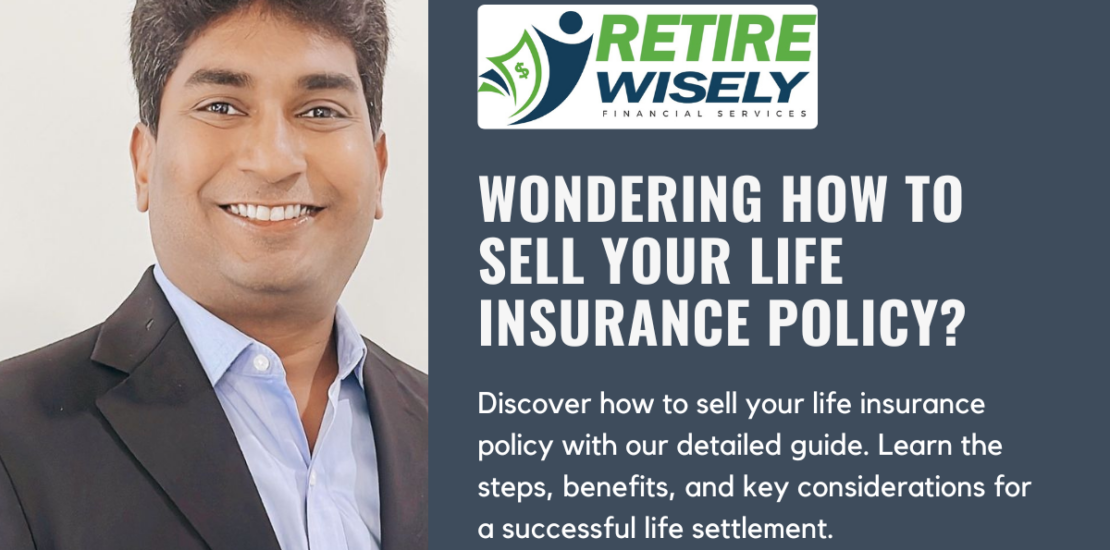 RETIRE
WISELY
FINANCIAL SERVICES
WONDERING HOW TO
SELL YOUR LIFE
INSURANCE POLICY?
Discover how to sell your life insurance
policy with our detailed guide. Learn the
steps, benefits, and key considerations for
a successful life settlement.